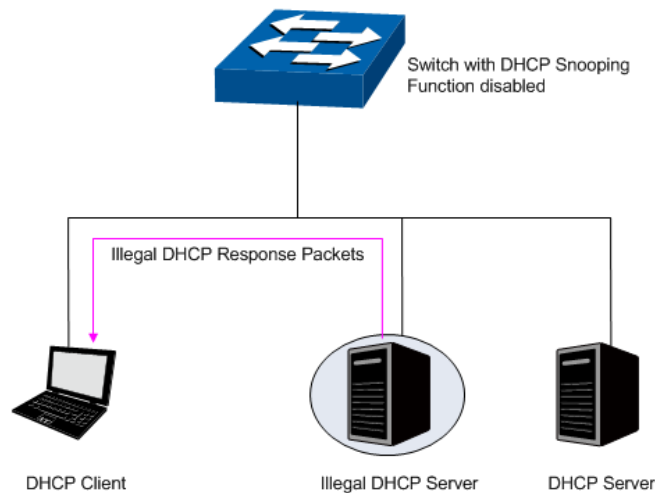 Switch with DHCP Snooping
Function disabled
Illegal DHCP Response Packets
DHCP Client
Illegal DHCP Server
DHCP Server